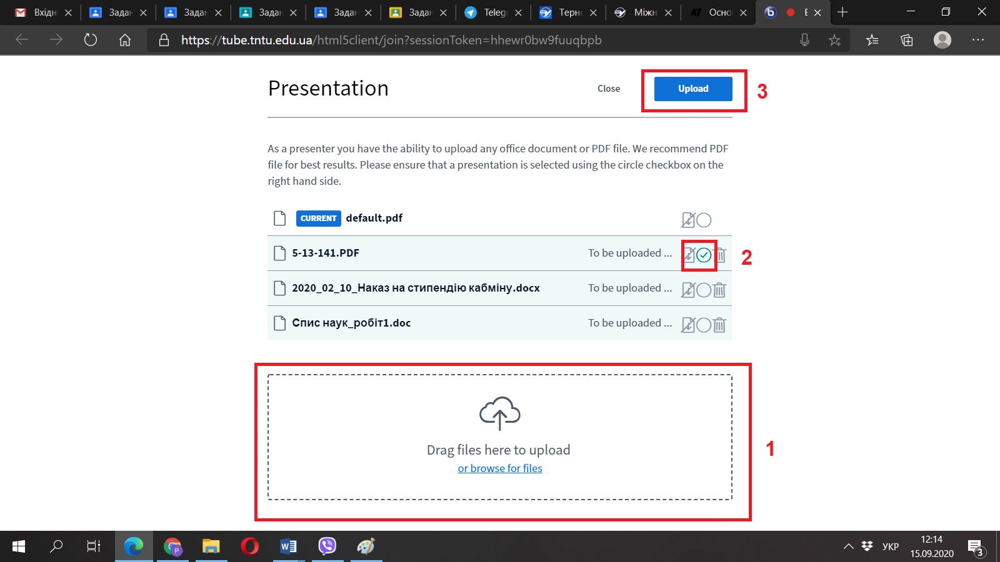 Вхідн
Задан
Задан
Задан
Задан
Задан
Teleg
Терно
Міжн
AT Осно
https://tube.tntu.edu.ua/html5client/join?sessionToken=hhewr0bw9fuuqbpb
Presentation
Close
Upload
3
As a presenter you have the ability to upload any office document or PDF file. We recommend PDF
file for best results. Please ensure that a presentation is selected using the circle checkbox on the
right hand side.
CURRENT default.pdf
5-13-141.PDF To be uploaded ...
2
2020_02_10_Наказ на стипендію кабміну.docx To be uploaded ...
Спис наук_робіт1.doc To be uploaded ...
Drag files here to upload
or browse for files
1
УКР
12:14
15.09.2020
3